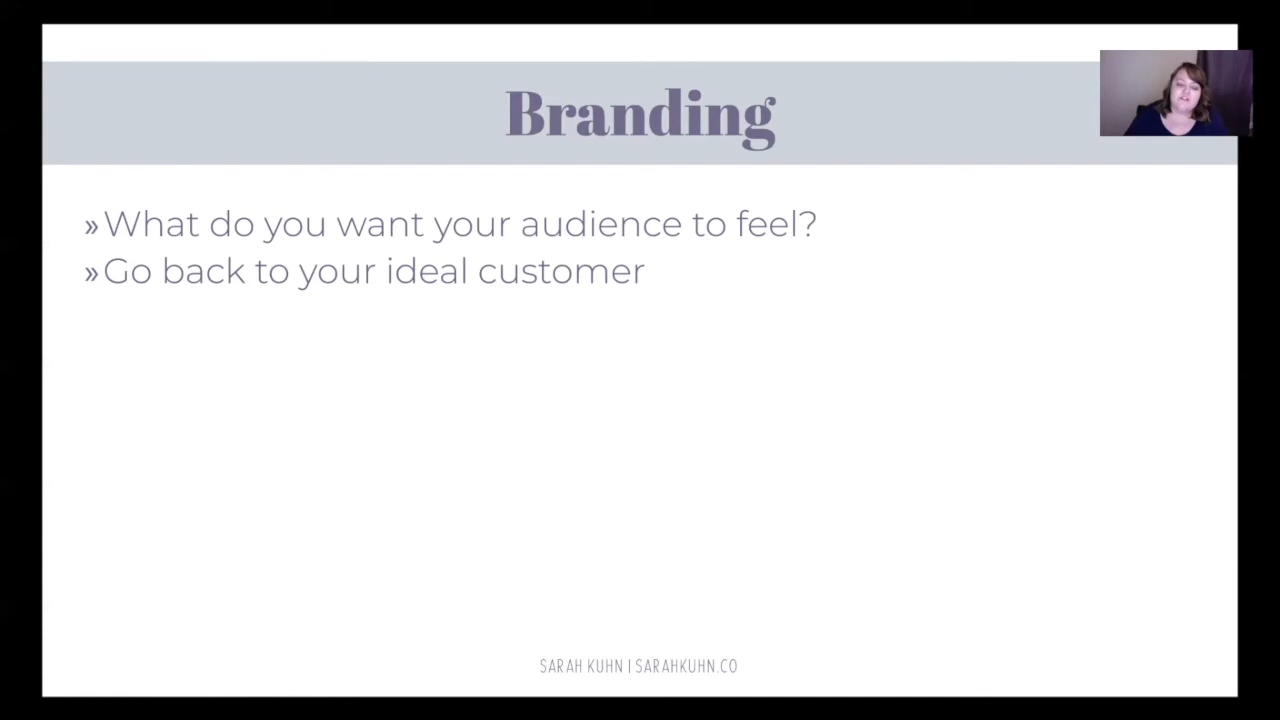 Branding
»What do you want your audience to feel?
»Go back to your ideal customer
SARAH KUHN | SARAHKUHN.CO